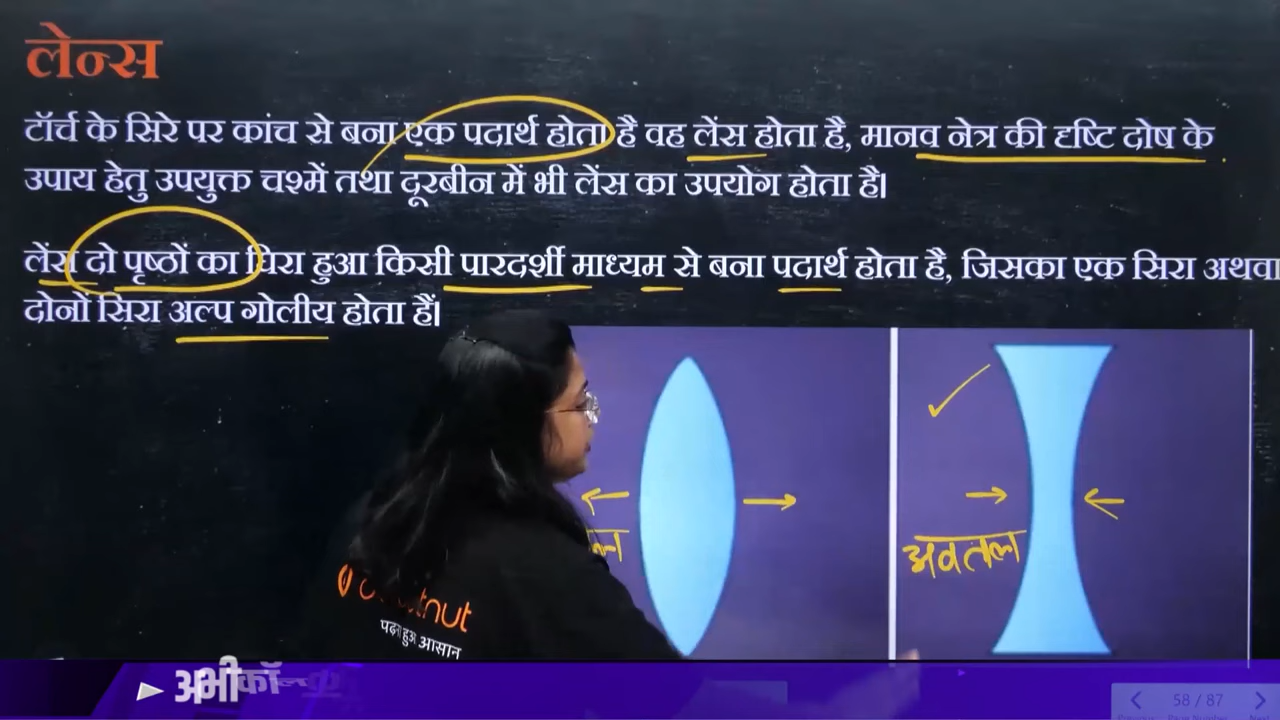 लेन्स
टॉर्च के सिरे पर कांच से बना एक पदार्थ होता है वह लेंस होता है, मानव नेत्र की दृष्टि दोष के
उपाय हेतु उपयुक्त चश्में तथा दूरबीन में भी लेंस का उपयोग होता है।
लेंस दो पृष्ठों का घिरा हुआ किसी पारदर्शी माध्यम से बना पदार्थ होता है, जिसका एक सिरा अथवा
दोनों सिरा अल्प गोलीय होता हैं।
अवतल
पढ़ना हुआ आसान
अभी कॉल
58 / 87